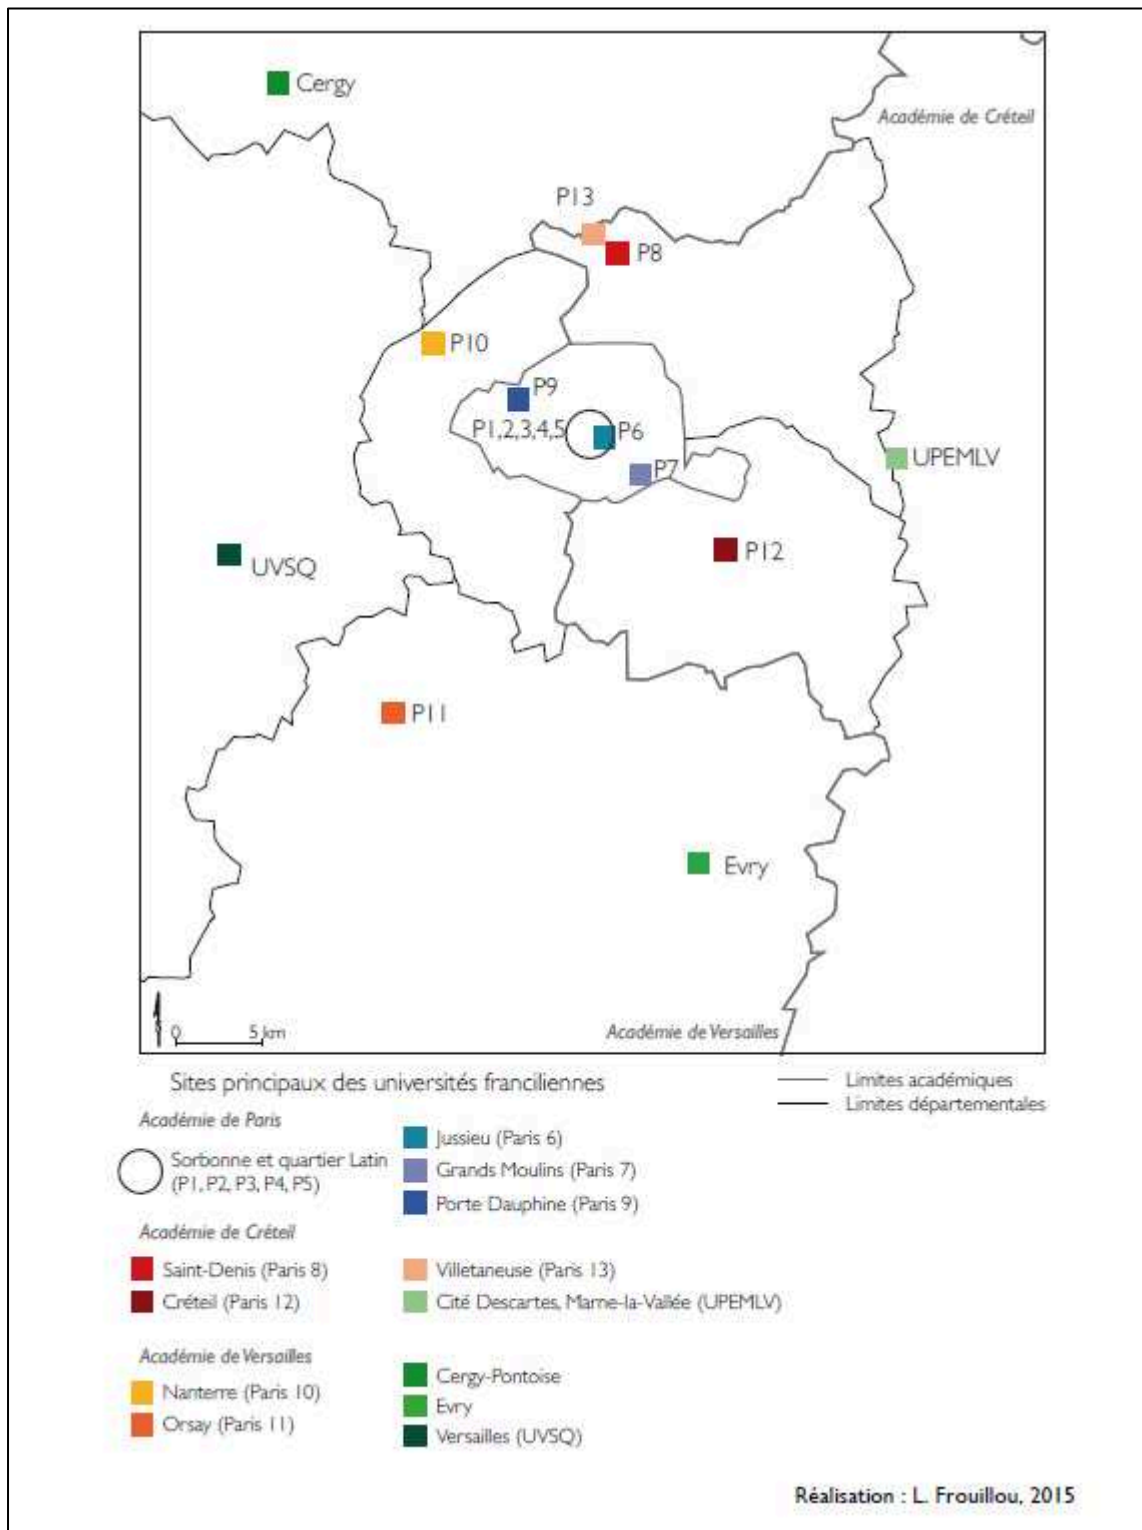 Cergy
Académie de Créteil
P13
P8
P10
P9
P1,2,3,4,5
P6
P7
UPEMLV
P12
UVSQ
P11
Evry
0 5 km
Académie de Versailles
Sites principaux des universités franciliennes
Limites académiques
Limites départementales
Académie de Paris
Sorbonne et quartier Latin
(P1, P2, P3, P4, P5)
Jussieu (Paris 6)
Grands Moulins (Paris 7)
Porte Dauphine (Paris 9)
Académie de Créteil
Saint-Denis (Paris 8)
Créteil (Paris 12)
Villetaneuse (Paris 13)
Cité Descartes, Marne-la-Vallée (UPEMLV)
Académie de Versailles
Nanterre (Paris 10)
Orsay (Paris 11)
Cergy-Pontoise
Evry
Versailles (UVSQ)
Réalisation : L. Frouillou, 2015